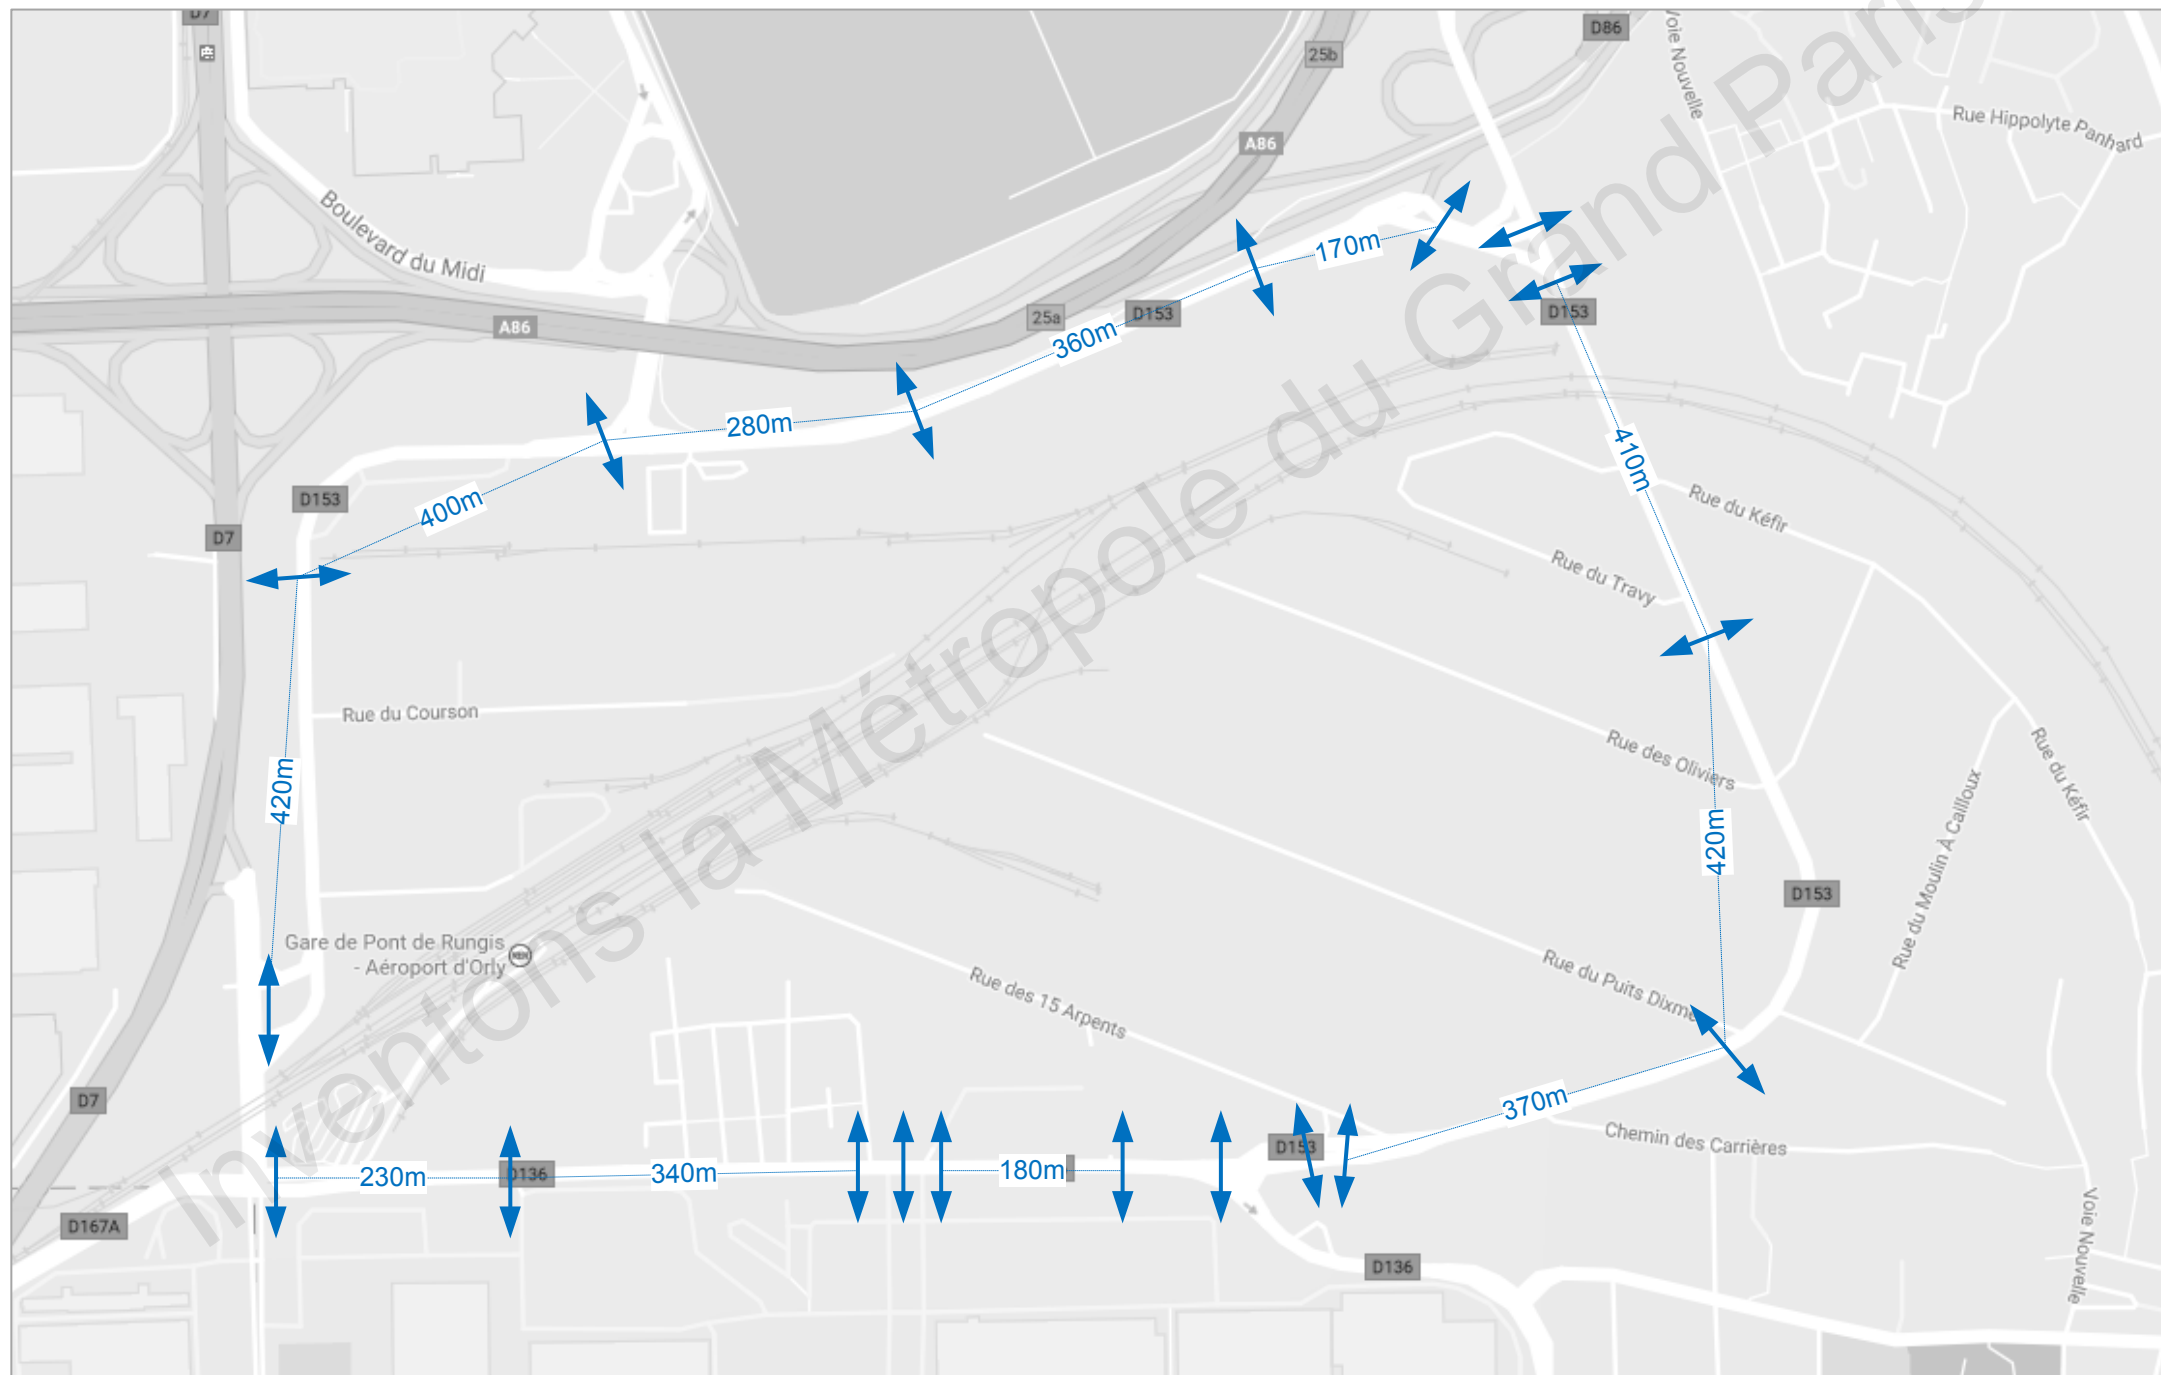 D7
25b
D86
Voie Nouvelle
A86
Rue Hippolyte Panhard
Boulevard du Midi
170m
A86
25a
D153
D153
360m
280m
D153
400m
410m
Rue du Kéfir
D7
Rue du Travy
Rue du Courson
Rue des Oliviers
Rue du Kéfir
420m
420m
Rue du Moulin À Cailloux
D153
Gare de Pont de Rungis
- Aéroport d'Orly
Rue des 15 Arpents
Rue du Puits Dixme
D7
370m
Chemin des Carrières
D153
D136
230m
340m
180m
D167A
Voie Nouvelle
D136
Inventons la Métropole du Grand Paris